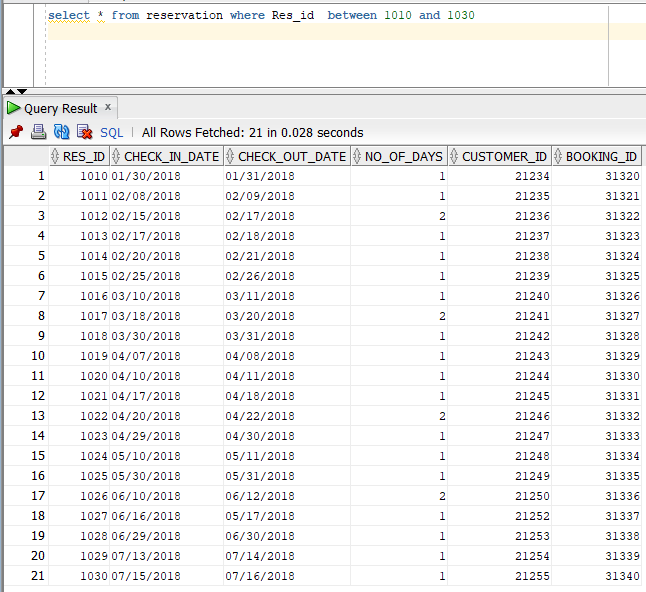 select * from reservation where Res_id  between 1010 and 1030
Query Result x
SQL | All Rows Fetched: 21 in 0.028 seconds
RES_ID CHECK_IN_DATE CHECK_OUT_DATE NO_OF_DAYS CUSTOMER_ID BOOKING_ID
1 1010 01/30/2018 01/31/2018 1 21234 31320
2 1011 02/08/2018 02/09/2018 1 21235 31321
3 1012 02/15/2018 02/17/2018 2 21236 31322
4 1013 02/17/2018 02/18/2018 1 21237 31323
5 1014 02/20/2018 02/21/2018 1 21238 31324
6 1015 02/25/2018 02/26/2018 1 21239 31325
7 1016 03/10/2018 03/11/2018 1 21240 31326
8 1017 03/18/2018 03/20/2018 2 21241 31327
9 1018 03/30/2018 03/31/2018 1 21242 31328
10 1019 04/07/2018 04/08/2018 1 21243 31329
11 1020 04/10/2018 04/11/2018 1 21244 31330
12 1021 04/17/2018 04/18/2018 1 21245 31331
13 1022 04/20/2018 04/22/2018 2 21246 31332
14 1023 04/29/2018 04/30/2018 1 21247 31333
15 1024 05/10/2018 05/11/2018 1 21248 31334
16 1025 05/30/2018 05/31/2018 1 21249 31335
17 1026 06/10/2018 06/12/2018 2 21250 31336
18 1027 06/16/2018 05/17/2018 1 21252 31337
19 1028 06/29/2018 06/30/2018 1 21253 31338
20 1029 07/13/2018 07/14/2018 1 21254 31339
21 1030 07/15/2018 07/16/2018 1 21255 31340